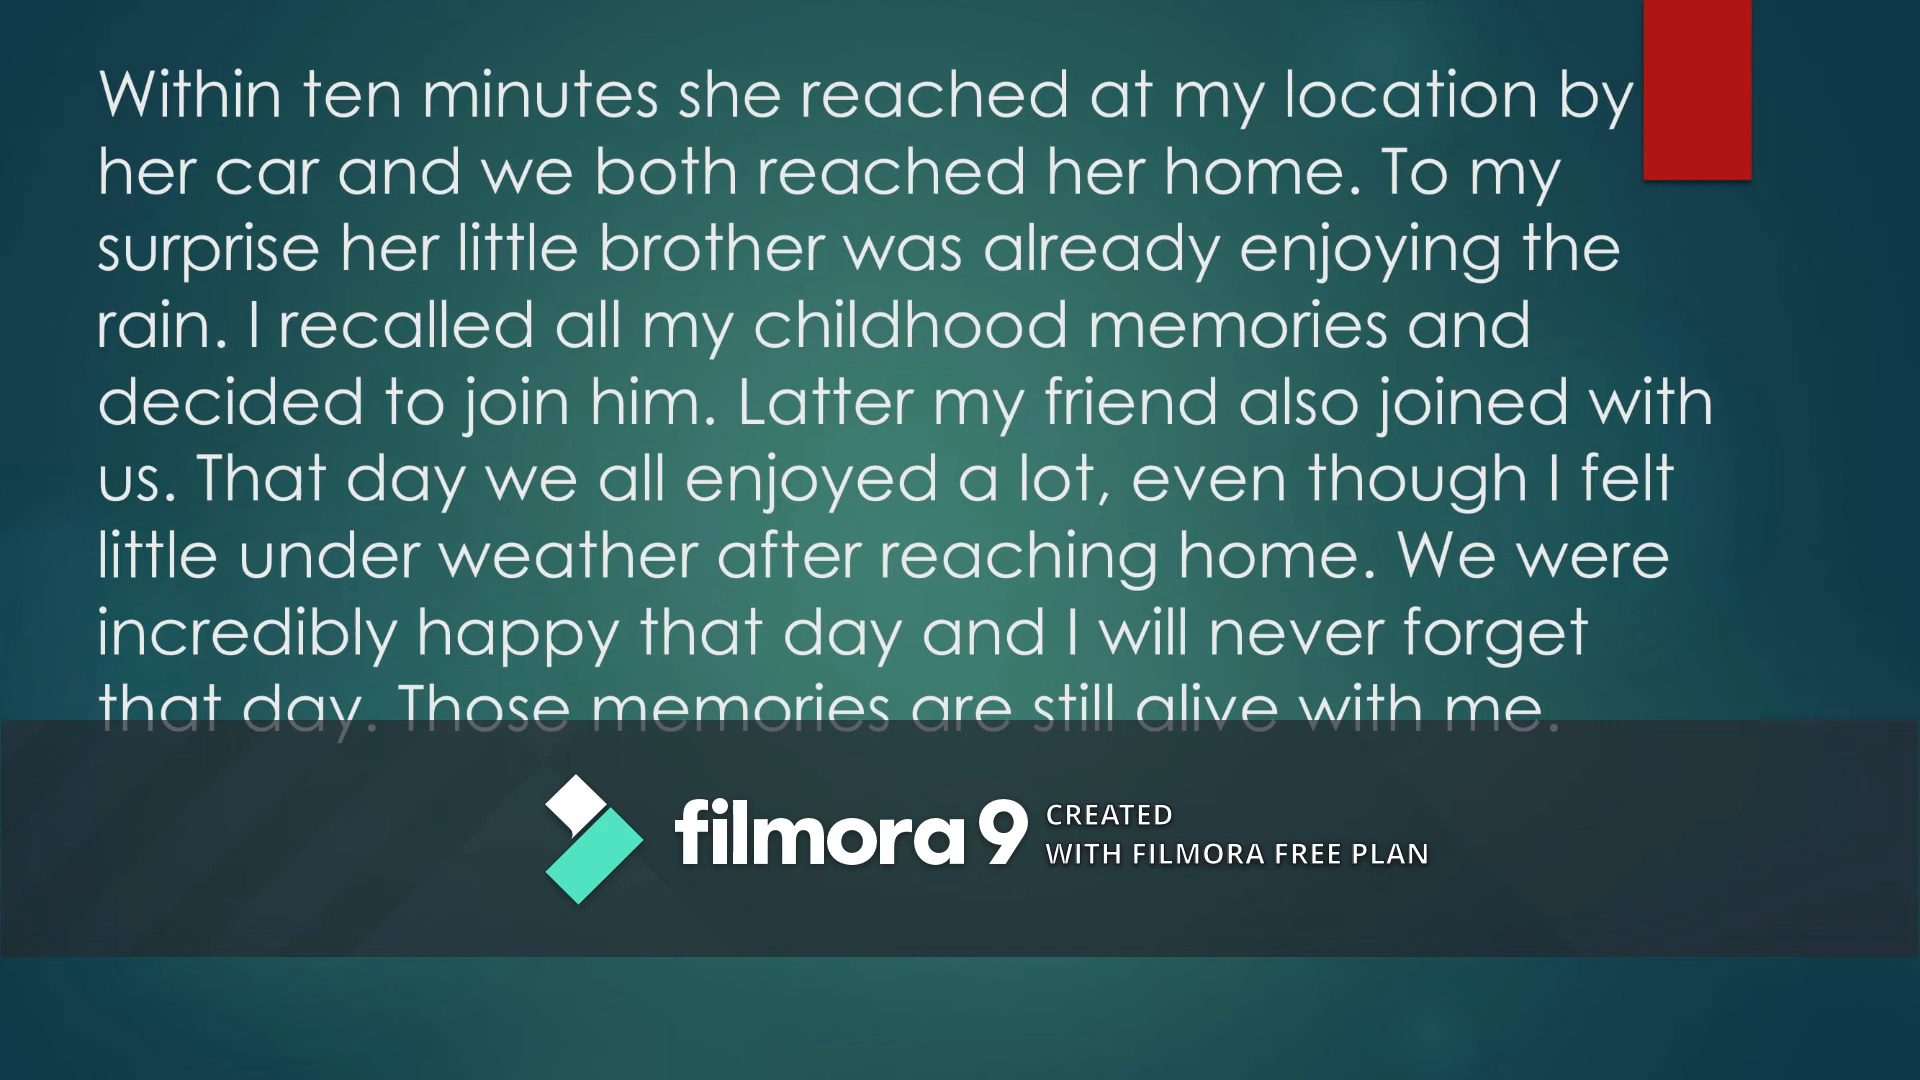 Within ten minutes she reached at my location by
her car and we both reached her home. To my
surprise her little brother was already enjoying the
rain. I recalled all my childhood memories and
decided to join him. Latter my friend also joined with
us. That day we all enjoyed a lot, even though I felt
little under weather after reaching home. We were
incredibly happy that day and I will never forget
that day. Those memories are still alive with me.
filmora 9
CREATED
WITH FILMORA FREE PLAN